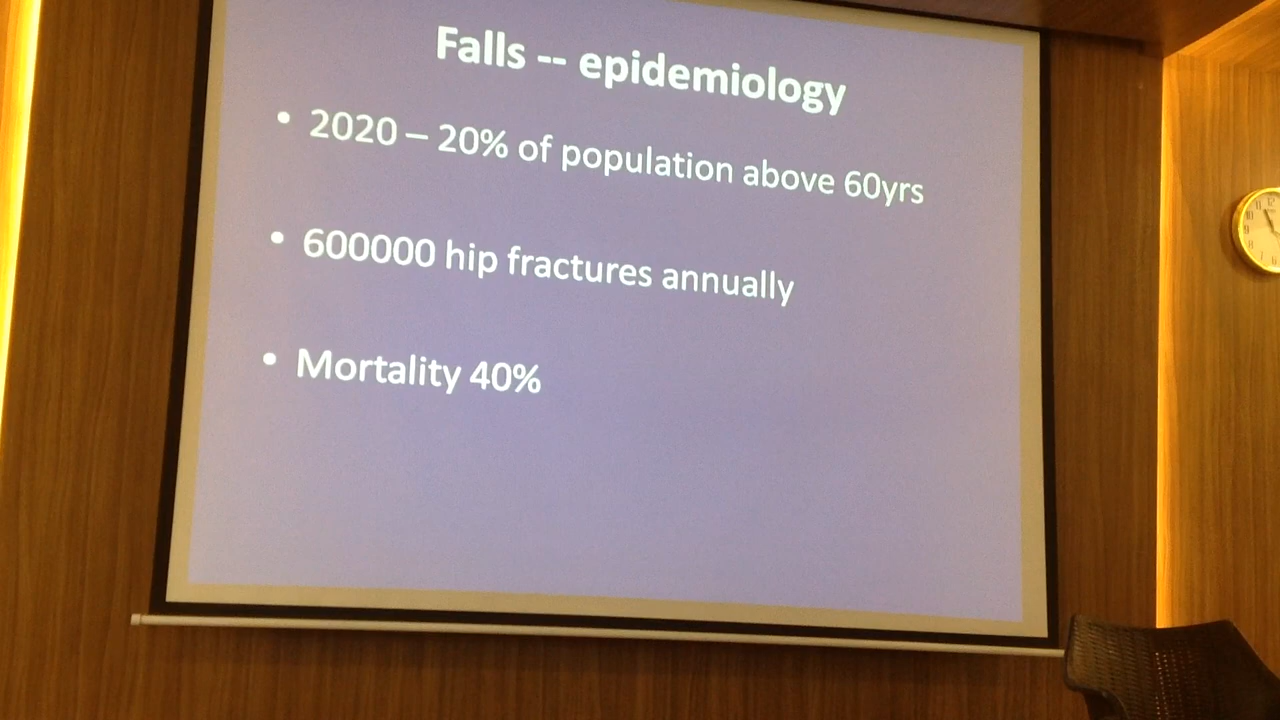 Falls -- epidemiology
• 2020 – 20% of population above 60yrs
• 600000 hip fractures annually
• Mortality 40%